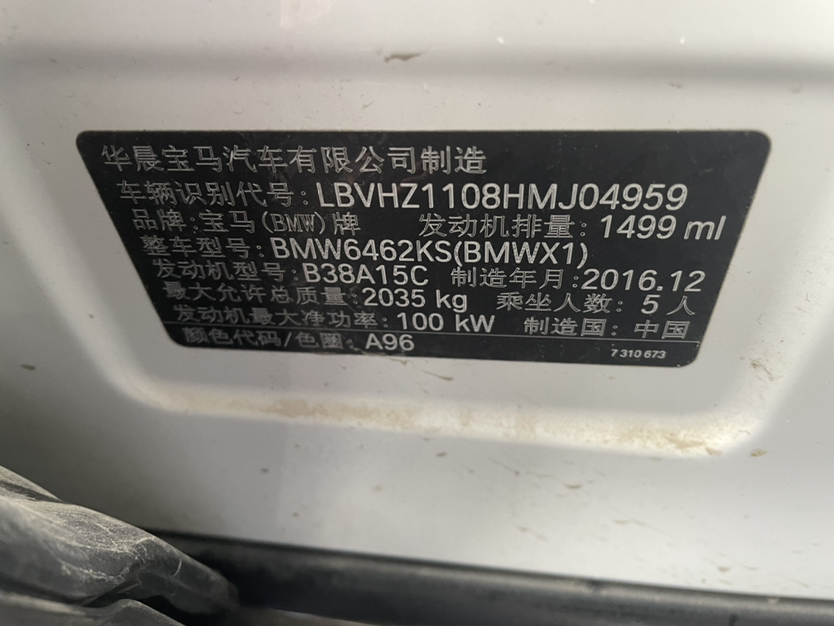 华晨宝马汽车有限公司制造
车辆识别代号: LBVHZ1108HMJ04959
品牌: 宝马(BMW)牌 发动机排量: 1499 ml
整车型号: BMW6462KS(BMWX1)
发动机型号: B38A15C 制造年月: 2016.12
最大允许总质量: 2035 kg 乘坐人数: 5 人
发动机最大净功率: 100 kW 制造国: 中国
颜色代码/色圈: A96 7 310 673